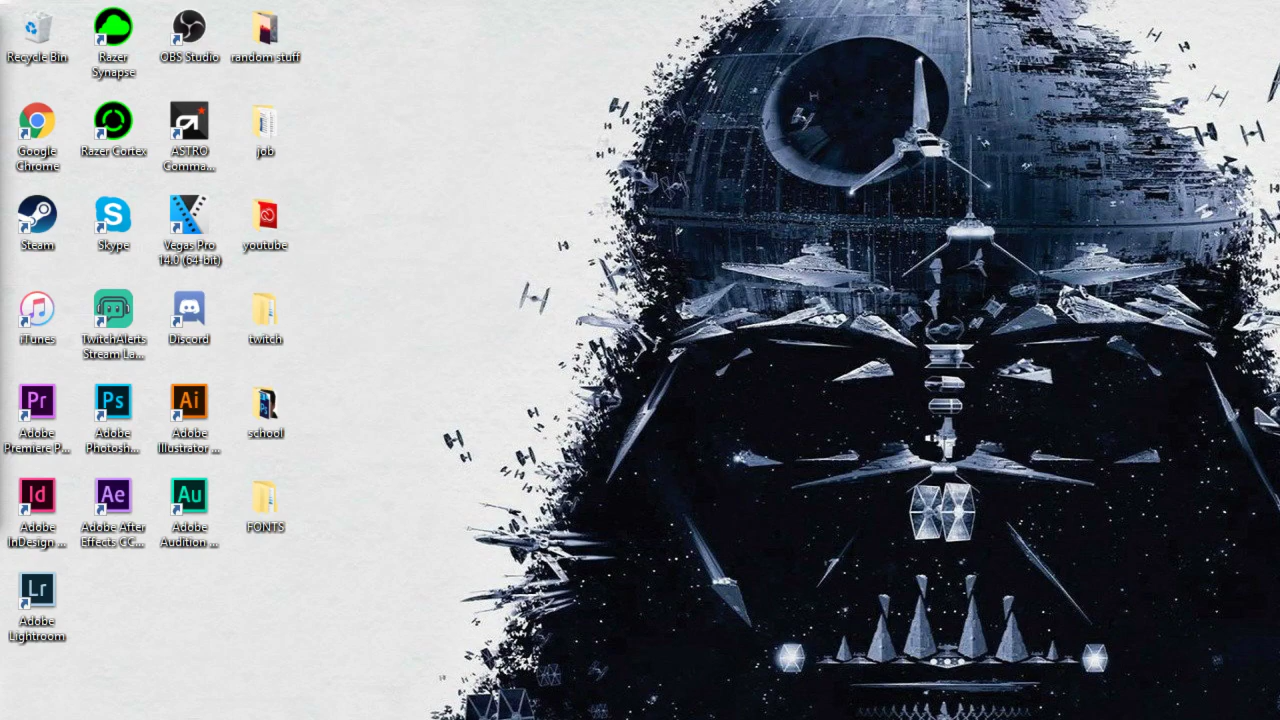 Recycle Bin
Razer
Synapse
OBS Studio
random stuff
Google
Chrome
Razer Cortex
ASTRO
Comma...
job
Steam
Skype
Vegas Pro
14.0 (64-bit)
youtube
iTunes
TwitchAlerts
Stream La...
Discord
twitch
Pr
Adobe
Premiere P...
Ps
Adobe
Photosh...
Ai
Adobe
Illustrator ...
school
Id
Adobe
InDesign ...
Ae
Adobe After
Effects CC...
Au
Adobe
Audition ...
FONTS
Lr
Adobe
Lightroom